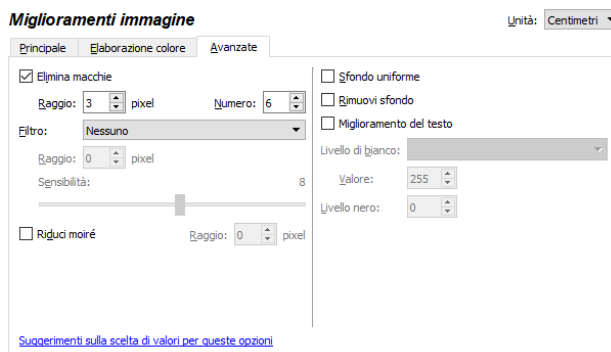 Miglioramenti immagine
Unità: Centimetri
Principale Elaborazione colore Avanzate
Elimina macchie
Raggio: 3 pixel Numero: 6
Filtro: Nessuno
Raggio: 0 pixel
Sensibilità: 8
Riduci moiré Raggio: 0 pixel
Suggerimenti sulla scelta di valori per queste opzioni
Sfondo uniforme
Rimuovi sfondo
Miglioramento del testo
Livello di bianco:
Valore: 255
Livello nero: 0